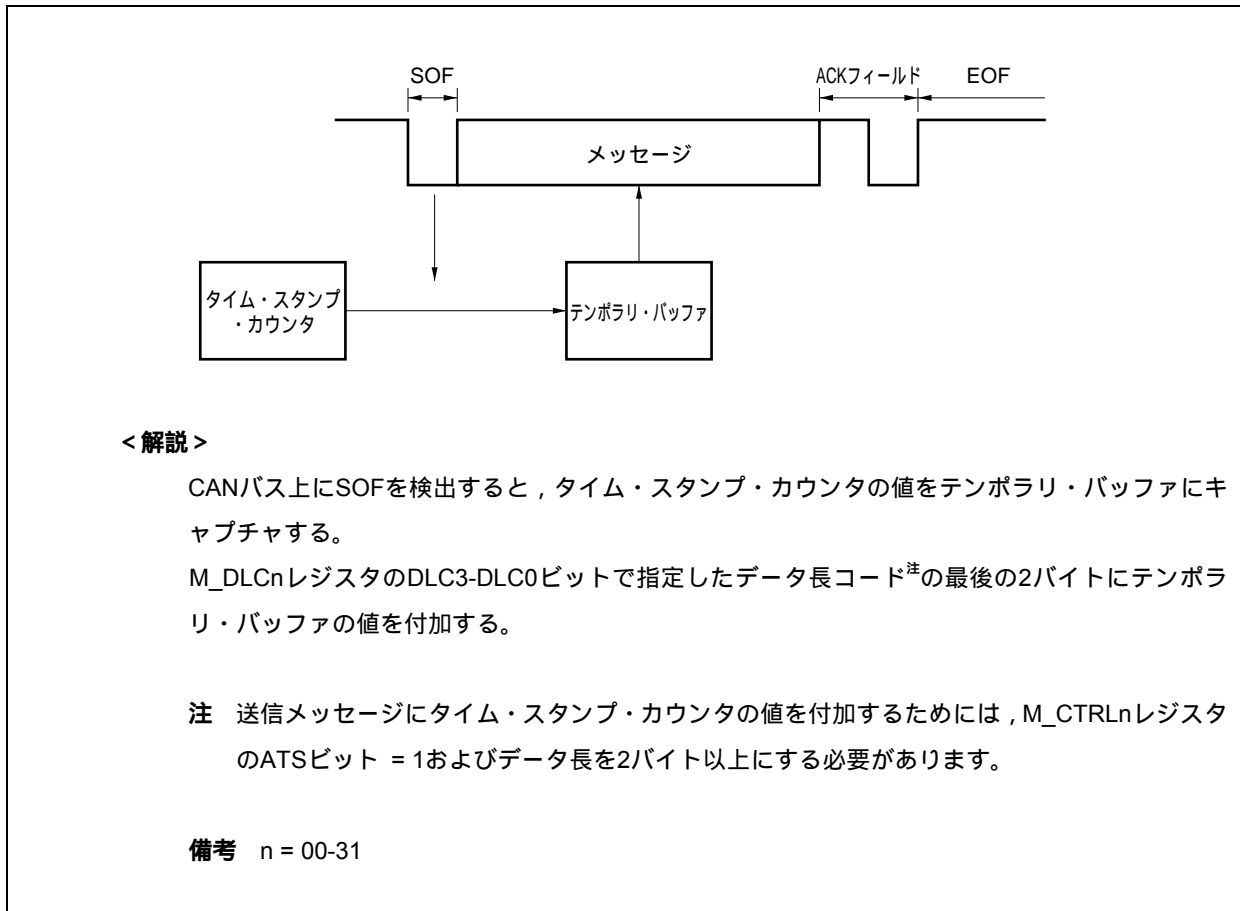 SOF ACKフィールド EOF
メッセージ
タイム・スタンプ
・カウンタ
テンポラリ・バッファ
<解説>
CANバス上にSOFを検出すると,タイム・スタンプ・カウンタの値をテンポラリ・バッファにキ
ャプチャする。
M_DLCnレジスタのDLC3-DLC0ビットで指定したデータ長コード注の最後の2バイトにテンポラ
リ・バッファの値を付加する。
注 送信メッセージにタイム・スタンプ・カウンタの値を付加するためには,M_CTRLnレジスタ
のATSビット = 1およびデータ長を2バイト以上にする必要があります。
備考 n = 00-31